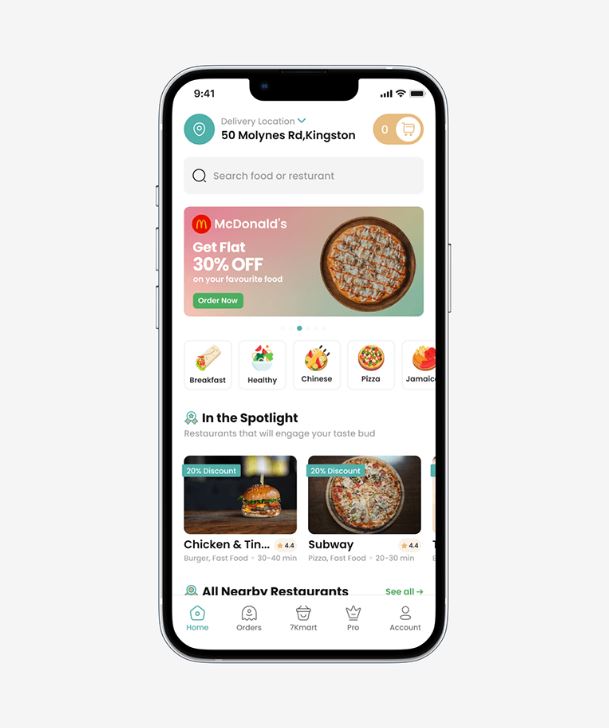 9:41
Delivery Location
50 Molynes Rd,Kingston
0
Search food or resturant
McDonald's
Get Flat
30% OFF
on your favourite food
Order Now
Breakfast
Healthy
Chinese
Pizza
Jamaic
In the Spotlight
Restaurants that will engage your taste bud
20% Discount
20% Discount
Chicken & Tin... 4.4
Burger, Fast Food • 30-40 min
Subway 4.4
Pizza, Fast Food • 20-30 min
T
All Nearby Restaurants
See all →
Home
Orders
7Kmart
Pro
Account